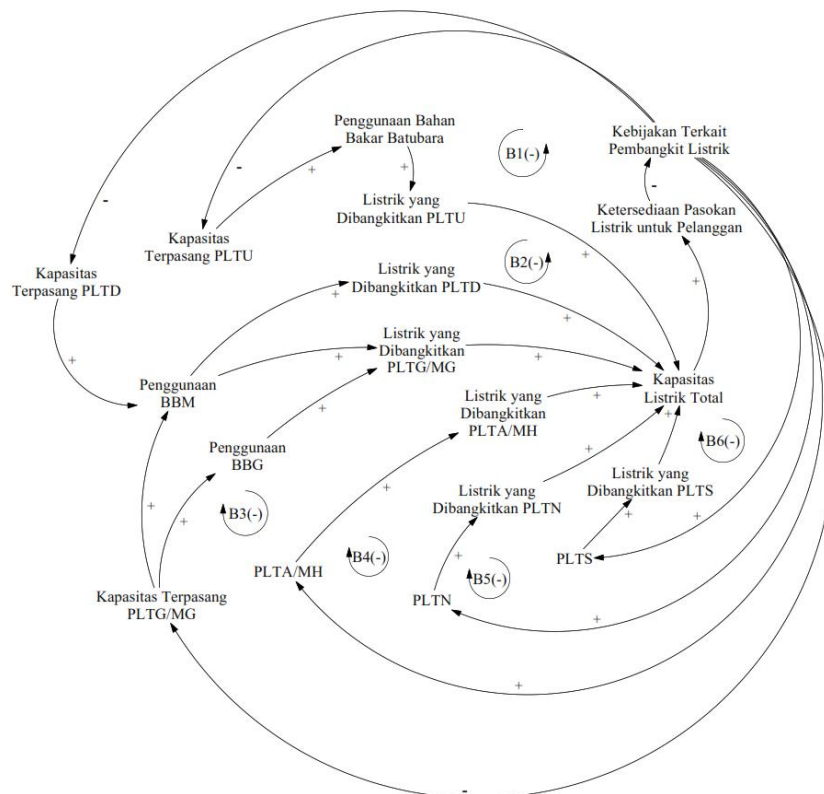 Penggunaan Bahan
Bakar Batubara
B1(-)
Kebijakan Terkait
Pembangkit Listrik
-
-
+
+
-
Listrik yang
Dibangkitkan PLTU
Ketersediaan Pasokan
Listrik untuk Pelanggan
Kapasitas
Terpasang PLTU
B2(-)
+
Kapasitas
Terpasang PLTD
Listrik yang
Dibangkitkan PLTD
+
+
+
Listrik yang
Dibangkitkan
PLTG/MG
+
+
+
Penggunaan
BBM
Kapasitas
Listrik Total
Listrik yang
Dibangkitkan
PLTA/MH
+
+
+
B6(-)
Penggunaan
BBG
+
Listrik yang
Dibangkitkan PLTS
+
Listrik yang
Dibangkitkan PLTN
+
+
B3(-)
+
+
B4(-)
+
PLTS
+
PLTA/MH
B5(-)
Kapasitas Terpasang
PLTG/MG
PLTN
+
+
-